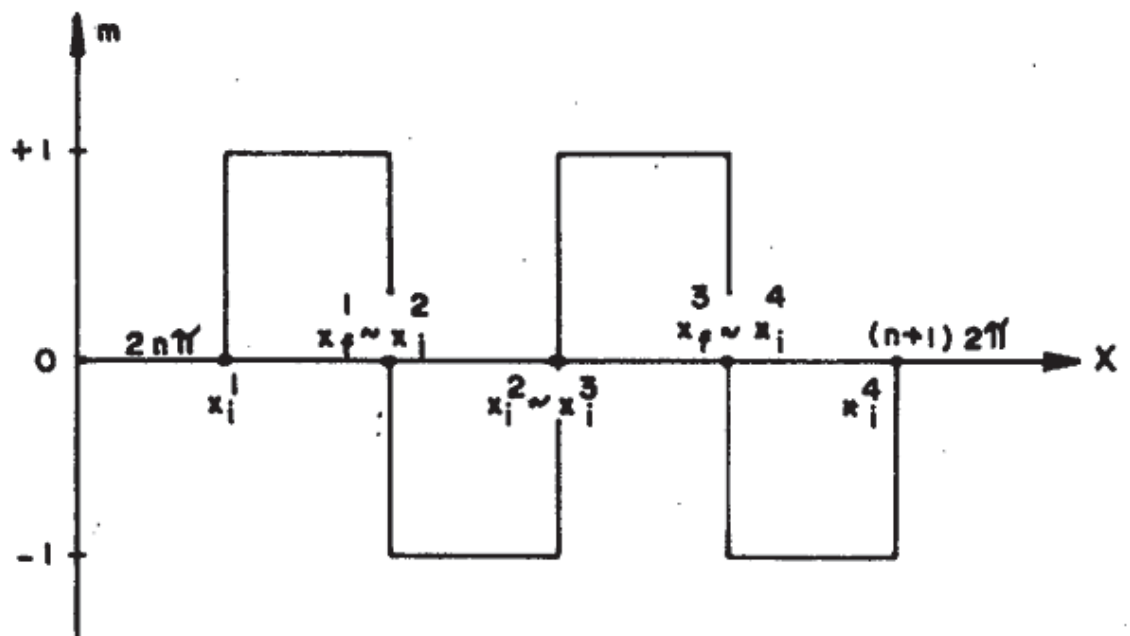 m
+1
1 2
3 4
2nπ x_f ~ x_i x_f ~ x_i (n+1) 2π
0 X
x_i^1 x_i^2 ~ x_i^3 x_i^4
-1